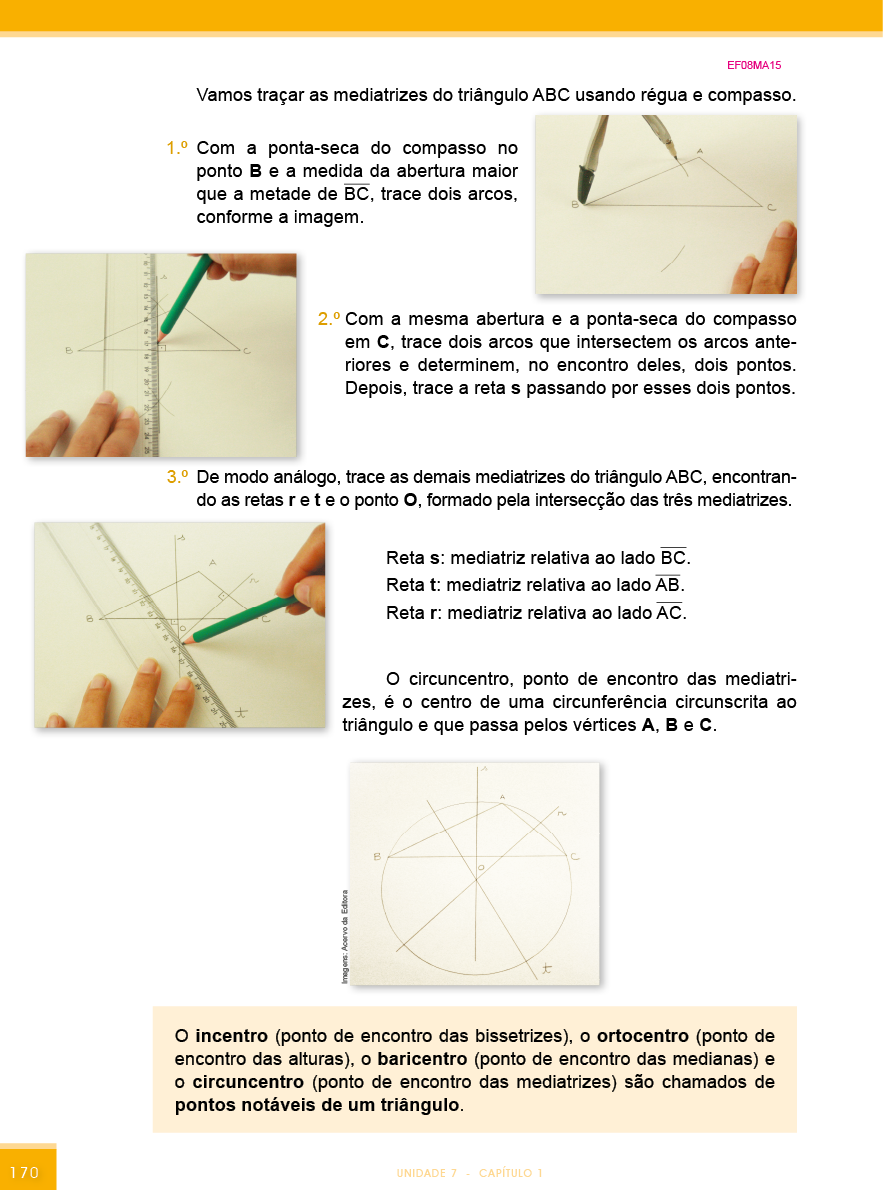 EF08MA15
Vamos traçar as mediatrizes do triângulo ABC usando régua e compasso.
1.º Com a ponta-seca do compasso no
ponto B e a medida da abertura maior
que a metade de BC, trace dois arcos,
conforme a imagem.
A
B
C
B
C
s
2.º Com a mesma abertura e a ponta-seca do compasso
em C, trace dois arcos que intersectem os arcos ante-
riores e determinem, no encontro deles, dois pontos.
Depois, trace a reta s passando por esses dois pontos.
3.º De modo análogo, trace as demais mediatrizes do triângulo ABC, encontran-
do as retas r e t e o ponto O, formado pela intersecção das três mediatrizes.
s
A
r
B
O
C
t
Reta s: mediatriz relativa ao lado BC.
Reta t: mediatriz relativa ao lado AB.
Reta r: mediatriz relativa ao lado AC.
O circuncentro, ponto de encontro das mediatri-
zes, é o centro de uma circunferência circunscrita ao
triângulo e que passa pelos vértices A, B e C.
s
A
r
B
C
O
t
Imagens: Acervo da Editora
O incentro (ponto de encontro das bissetrizes), o ortocentro (ponto de
encontro das alturas), o baricentro (ponto de encontro das medianas) e
o circuncentro (ponto de encontro das mediatrizes) são chamados de
pontos notáveis de um triângulo.
170
UNIDADE 7 - CAPÍTULO 1